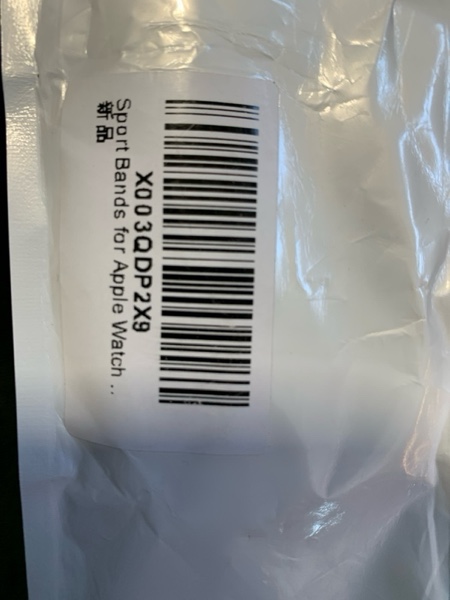 X003QDP2X9
Sport Bands for Apple Watch ..
新品